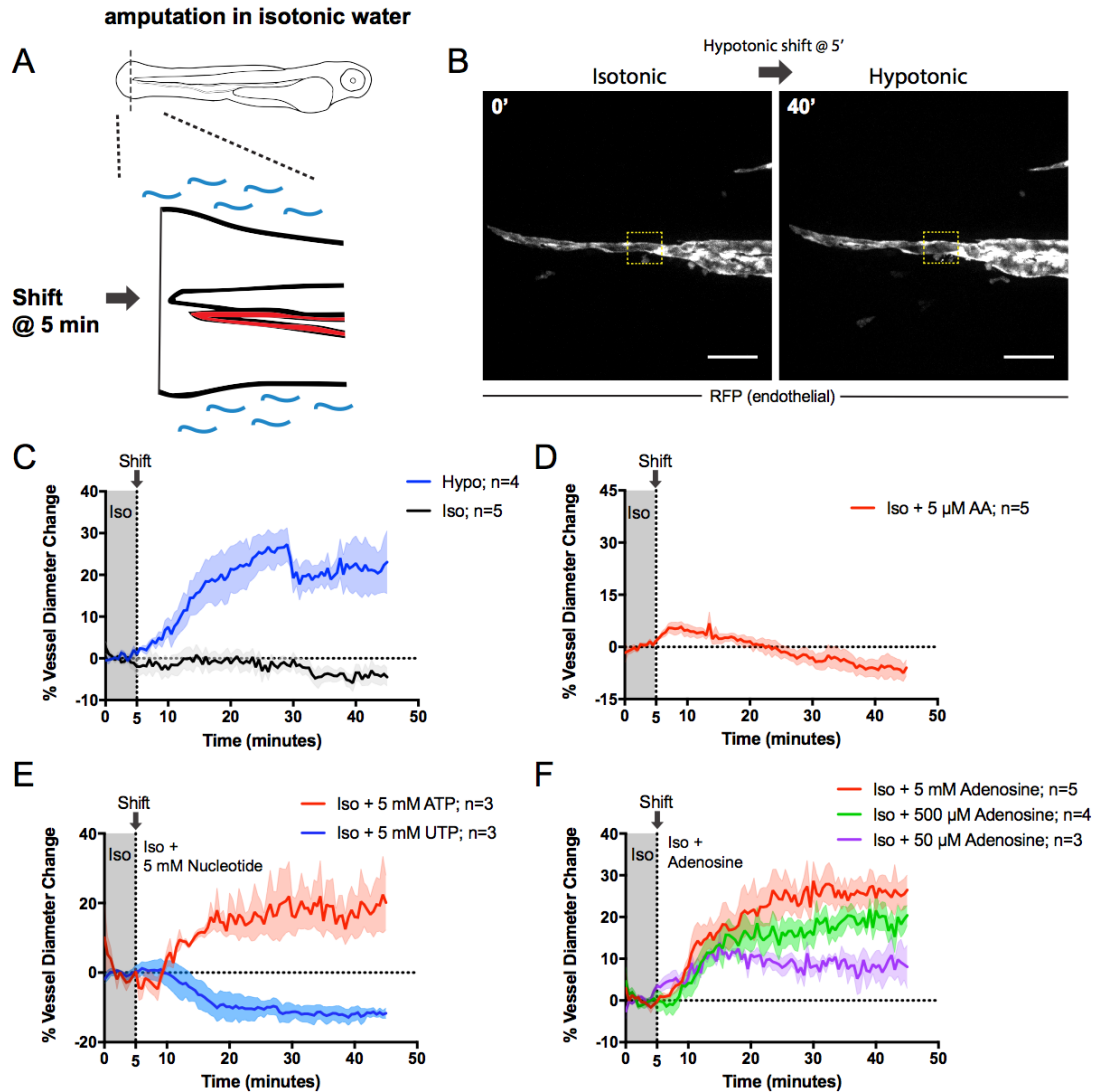 amputation in isotonic water
A
Shift
@ 5 min
B
Hypotonic shift @ 5’
Isotonic
Hypotonic
0’
40’
RFP (endothelial)
C
Shift
Iso
Hypo; n=4
Iso; n=5
% Vessel Diameter Change
40
30
20
10
0
-10
0
5
10
20
30
40
50
Time (minutes)
D
Shift
Iso
Iso + 5 µM AA; n=5
% Vessel Diameter Change
45
30
15
0
-15
0
5
10
20
30
40
50
Time (minutes)
E
Shift
Iso
Iso +
5 mM Nucleotide
Iso + 5 mM ATP; n=3
Iso + 5 mM UTP; n=3
% Vessel Diameter Change
40
20
0
-20
0
5
10
20
30
40
50
Time (minutes)
F
Shift
Iso
Iso +
Adenosine
Iso + 5 mM Adenosine; n=5
Iso + 500 µM Adenosine; n=4
Iso + 50 µM Adenosine; n=3
% Vessel Diameter Change
40
30
20
10
0
-10
0
5
10
20
30
40
50
Time (minutes)